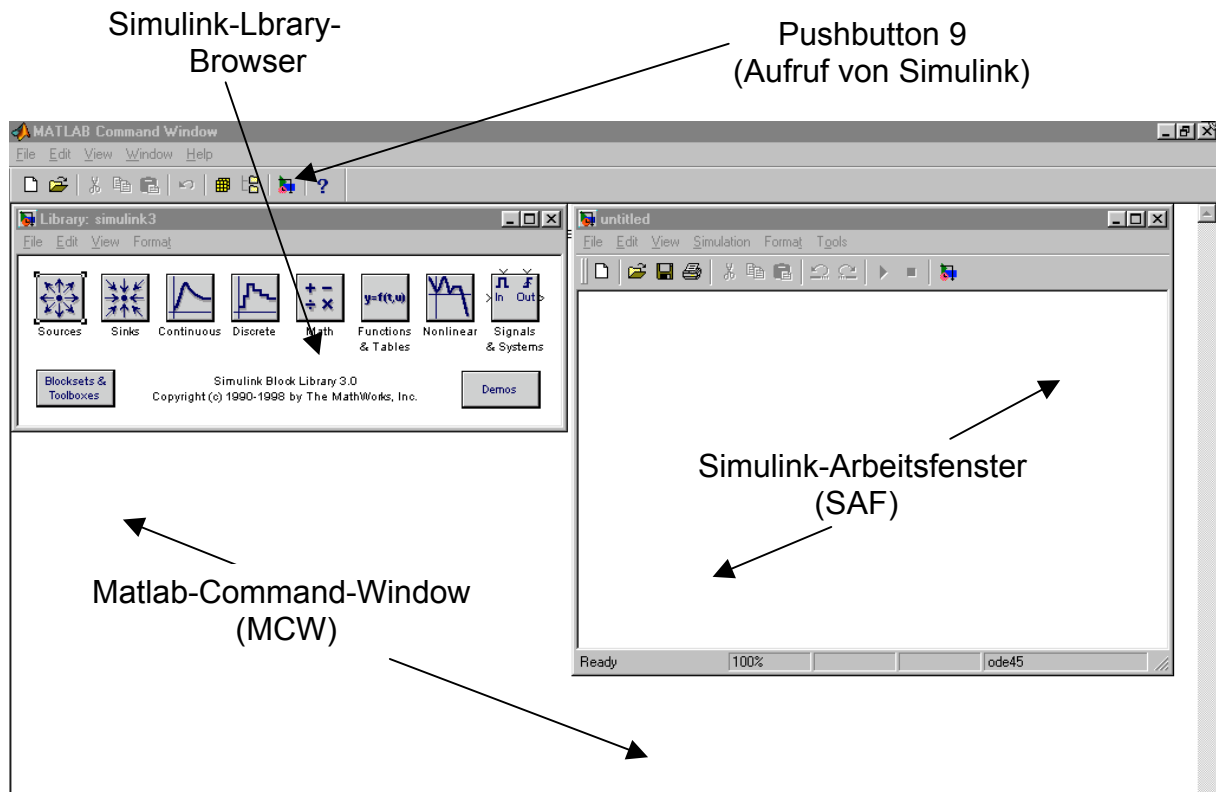 Simulink-Lbrary-
Browser
Pushbutton 9
(Aufruf von Simulink)
MATLAB Command Window
File Edit View Window Help
?
Library: simulink3
File Edit View Format
Sources Sinks Continuous Discrete Math Functions & Tables Nonlinear Signals & Systems
+ − ÷ ×
y=f(t,u)
In Out
Blocksets & Toolboxes
Simulink Block Library 3.0
Copyright (c) 1990-1998 by The MathWorks, Inc.
Demos
untitled
File Edit View Simulation Format Tools
Simulink-Arbeitsfenster
(SAF)
Ready 100% ode45
Matlab-Command-Window
(MCW)